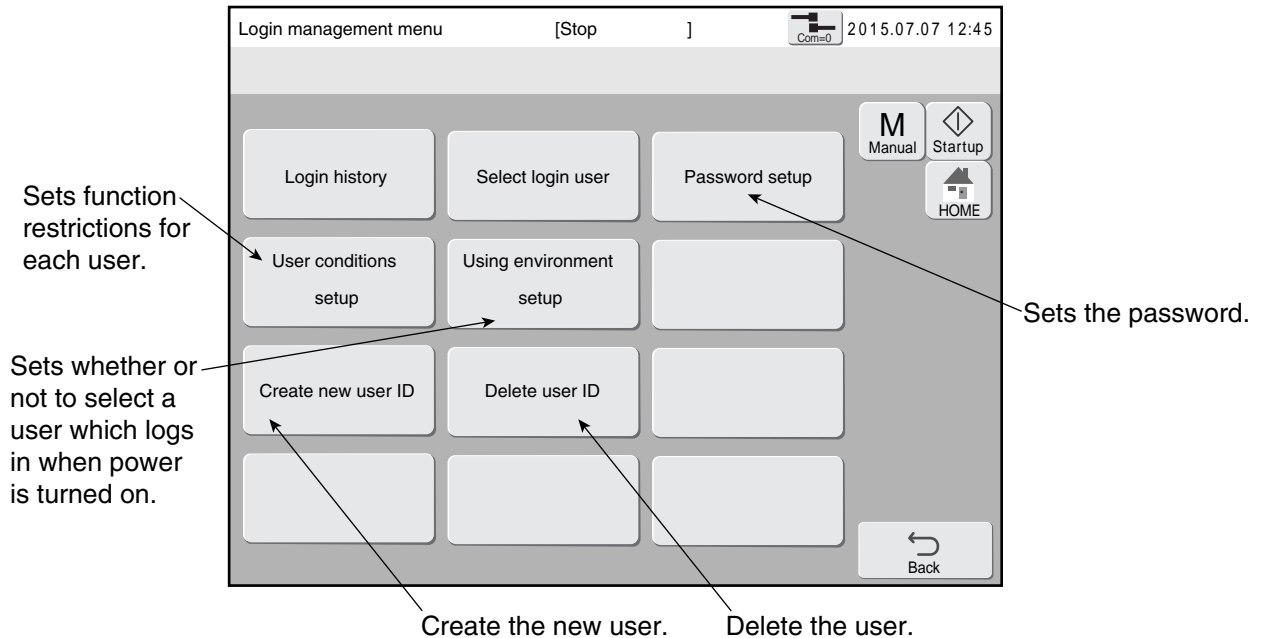 Login management menu [Stop ] Com=0 2015.07.07 12:45
M
Manual
Startup
HOME
Login history
Select login user
Password setup
Sets function
restrictions for
each user.
User conditions
setup
Using environment
setup
Sets the password.
Sets whether or
not to select a
user which logs
in when power
is turned on.
Create new user ID
Delete user ID
Back
Create the new user.
Delete the user.